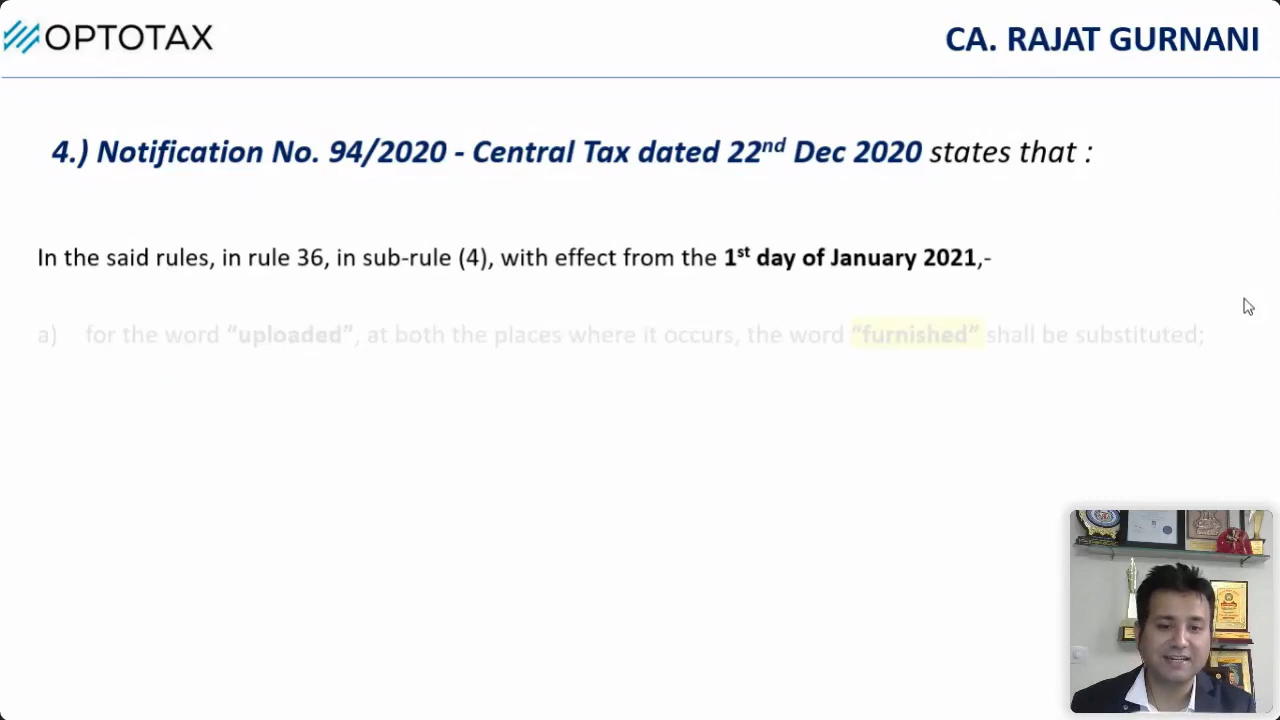 OPTOTAX
CA. RAJAT GURNANI
4.) Notification No. 94/2020 - Central Tax dated 22nd Dec 2020 states that :
In the said rules, in rule 36, in sub-rule (4), with effect from the 1st day of January 2021,-
a) for the word “uploaded”, at both the places where it occurs, the word “furnished” shall be substituted;